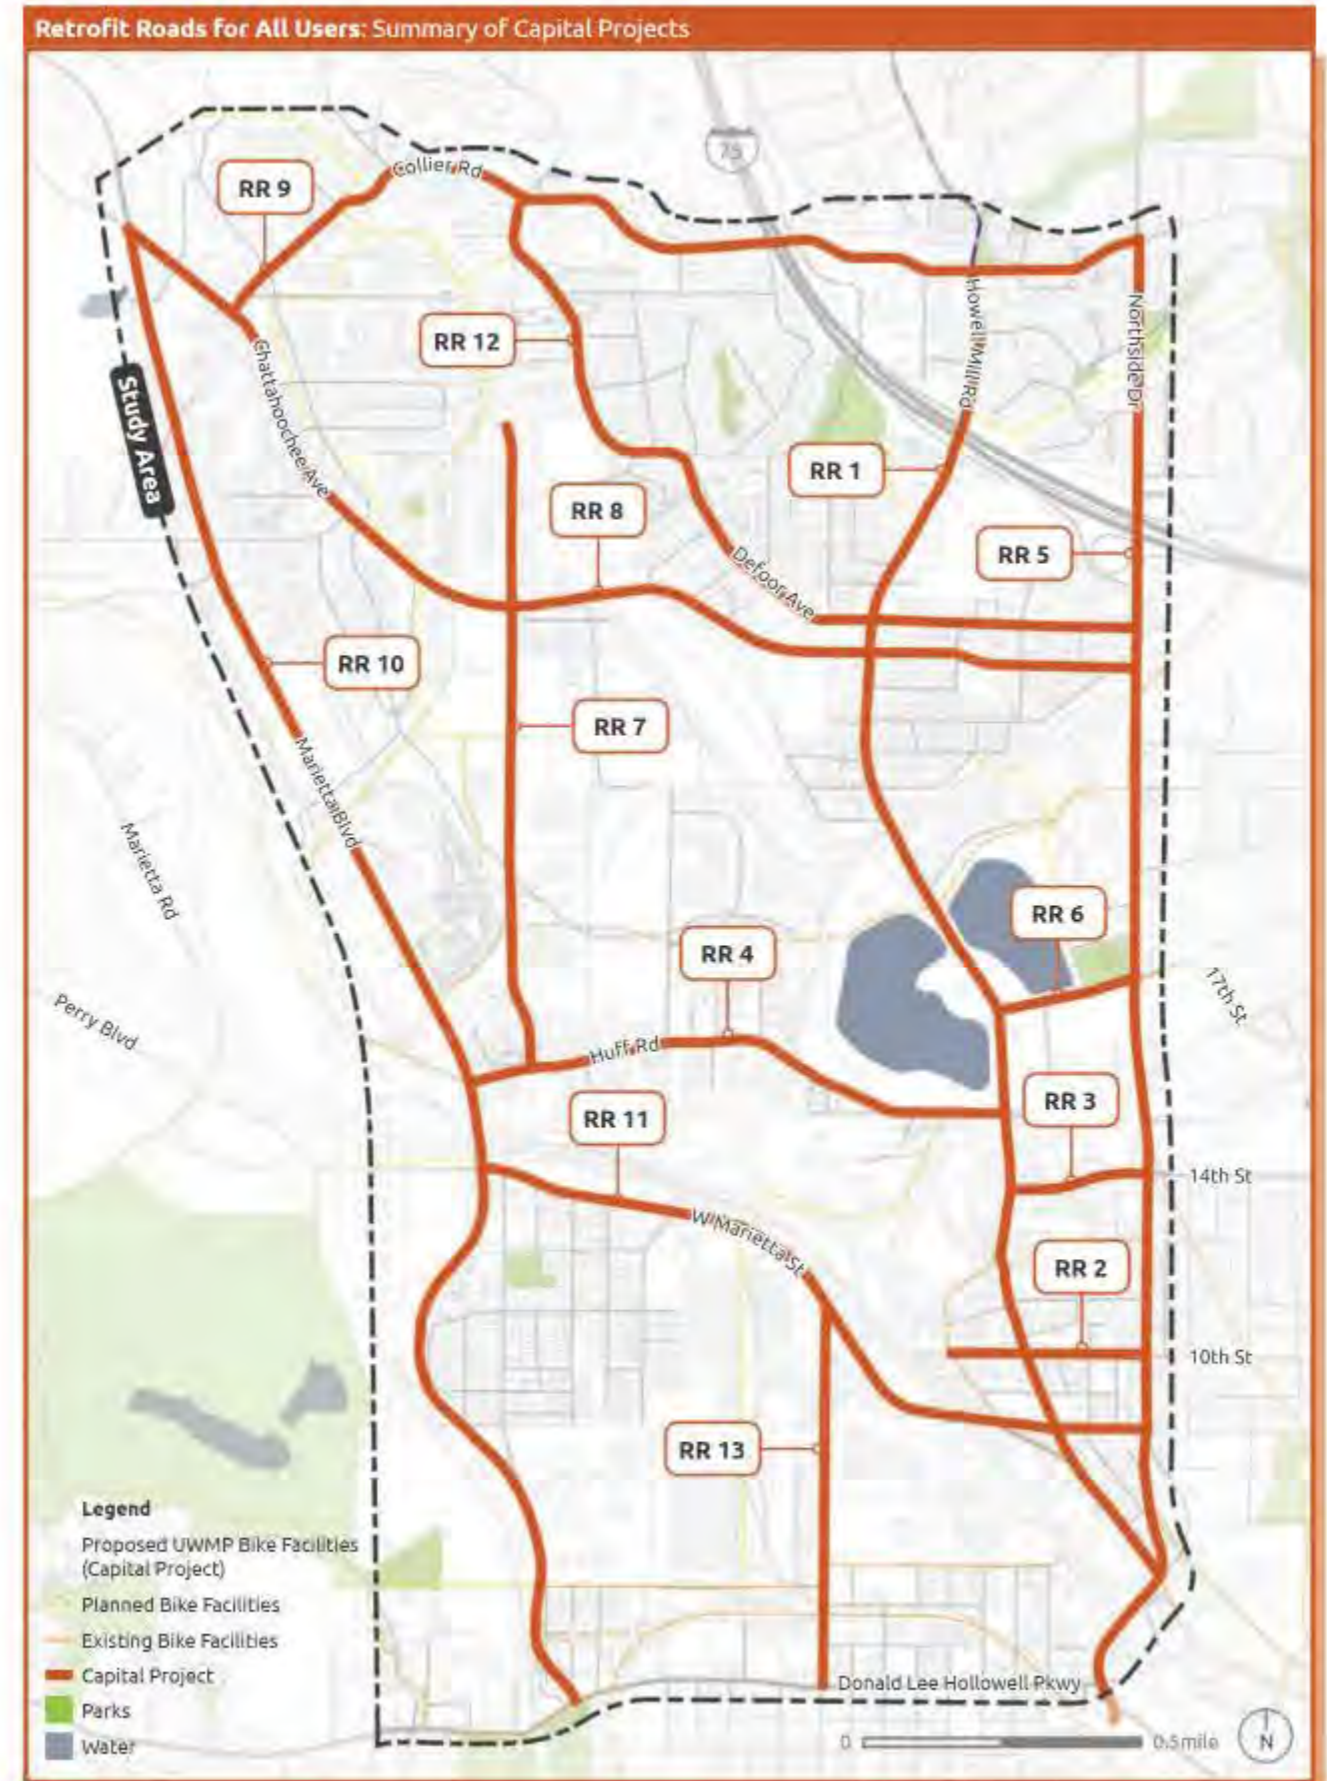 Retrofit Roads for All Users: Summary of Capital Projects
75
Collier Rd
RR 9
RR 12
Howell Mill Rd
Northside Dr
Study Area
Chattahoochee Ave
RR 1
RR 8
RR 5
Defoor Ave
RR 10
RR 7
Marietta Blvd
Marietta Rd
RR 6
RR 4
17th St
Perry Blvd
Huff Rd
RR 3
RR 11
14th St
W Marietta St
RR 2
10th St
RR 13
Legend
Proposed UWMP Bike Facilities
(Capital Project)
Planned Bike Facilities
Existing Bike Facilities
Capital Project
Parks
Water
Donald Lee Hollowell Pkwy
0
0.5mile
N